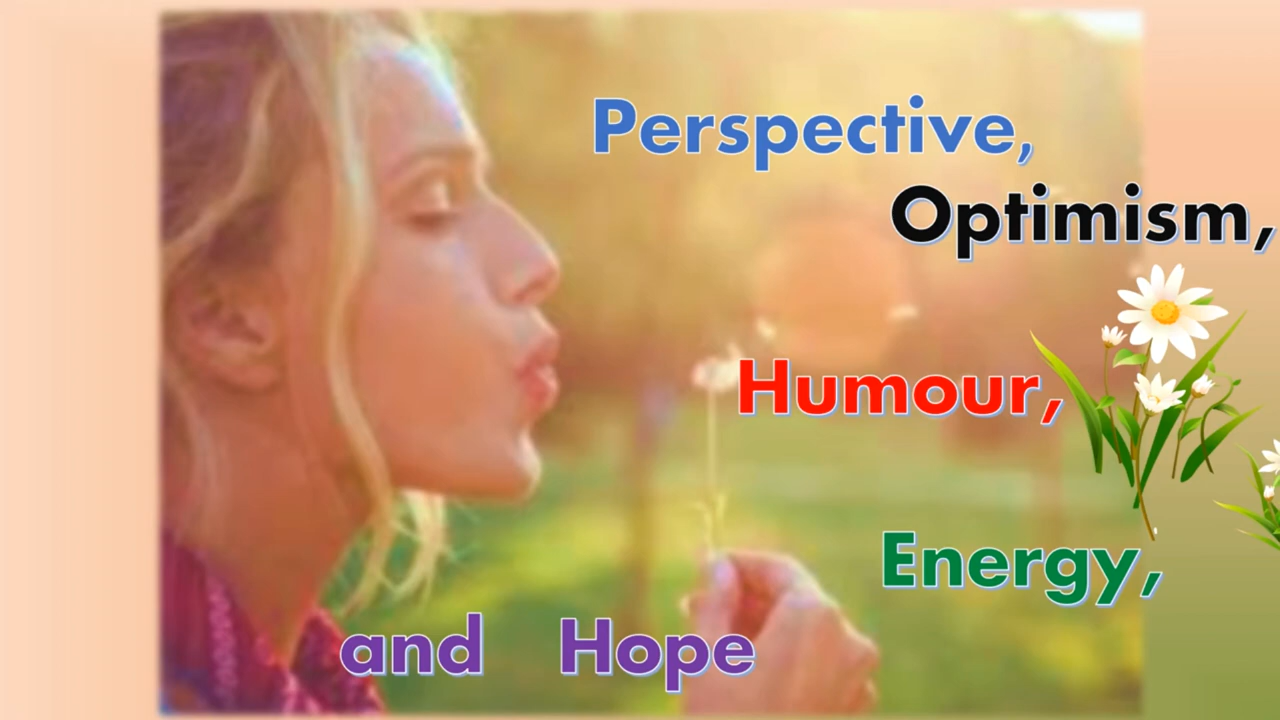 Perspective,
Optimism,
Humour,
Energy,
and Hope